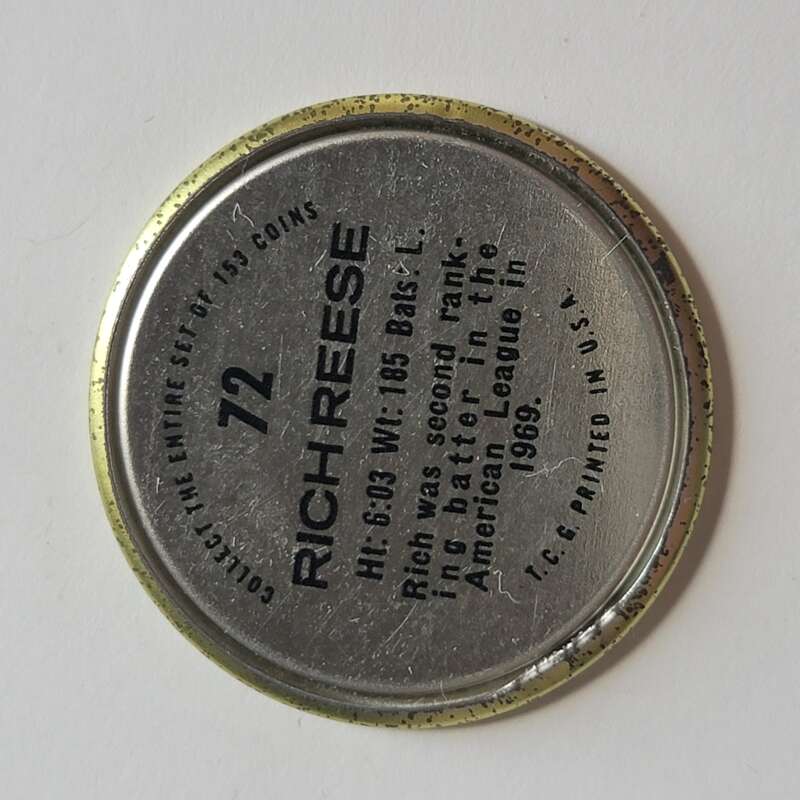 COLLECT THE ENTIRE SET OF 153 COINS
72
RICH REESE
Ht: 6:03 Wt: 185 Bats: L.
Rich was second rank-
ing batter in the
American League in
1969.
T. C. G. PRINTED IN U.S.A.